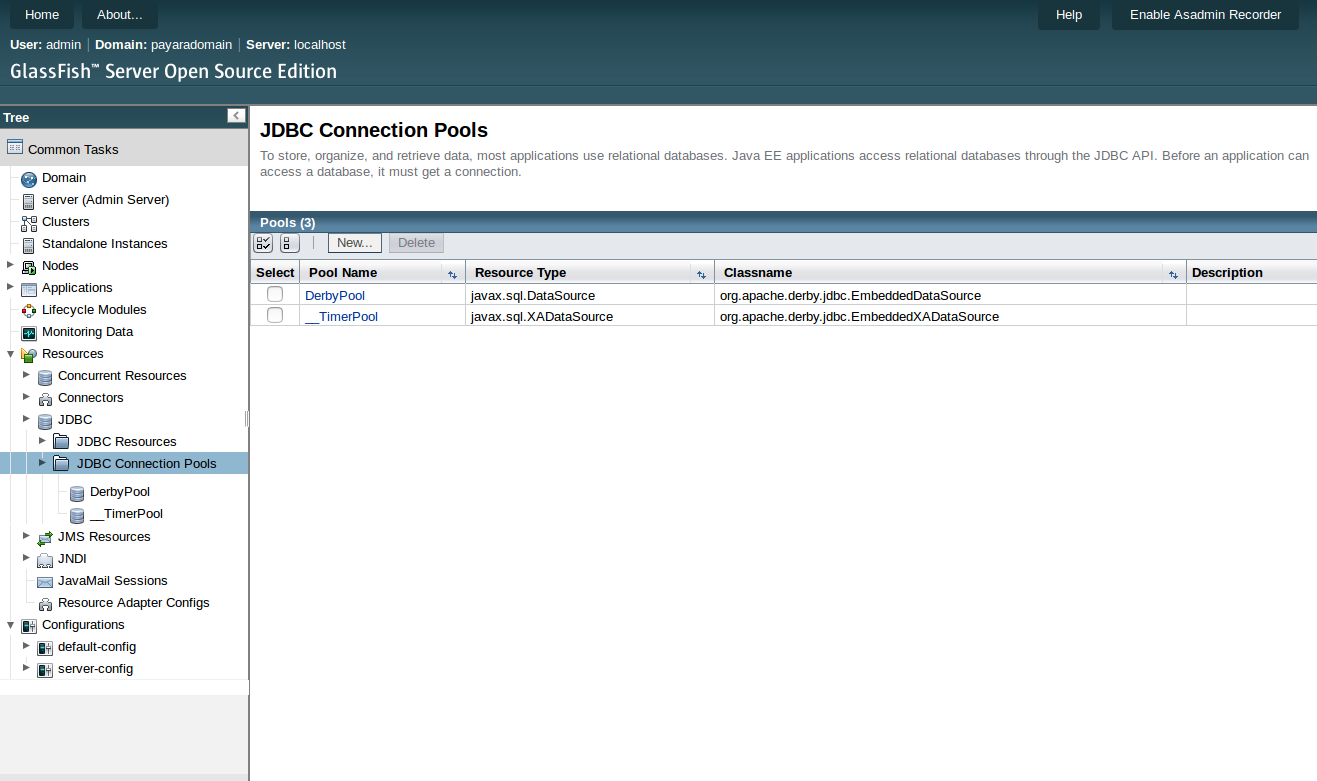 Home About... Help Enable Asadmin Recorder
User: admin | Domain: payaradomain | Server: localhost
GlassFish™ Server Open Source Edition
Tree
Common Tasks
Domain
server (Admin Server)
Clusters
Standalone Instances
Nodes
Applications
Lifecycle Modules
Monitoring Data
Resources
Concurrent Resources
Connectors
JDBC
JDBC Resources
JDBC Connection Pools
DerbyPool
__TimerPool
JMS Resources
JNDI
JavaMail Sessions
Resource Adapter Configs
Configurations
default-config
server-config
JDBC Connection Pools
To store, organize, and retrieve data, most applications use relational databases. Java EE applications access relational databases through the JDBC API. Before an application can
access a database, it must get a connection.
Pools (3)
New... Delete
Select Pool Name Resource Type Classname Description
DerbyPool javax.sql.DataSource org.apache.derby.jdbc.EmbeddedDataSource
__TimerPool javax.sql.XADataSource org.apache.derby.jdbc.EmbeddedXADataSource